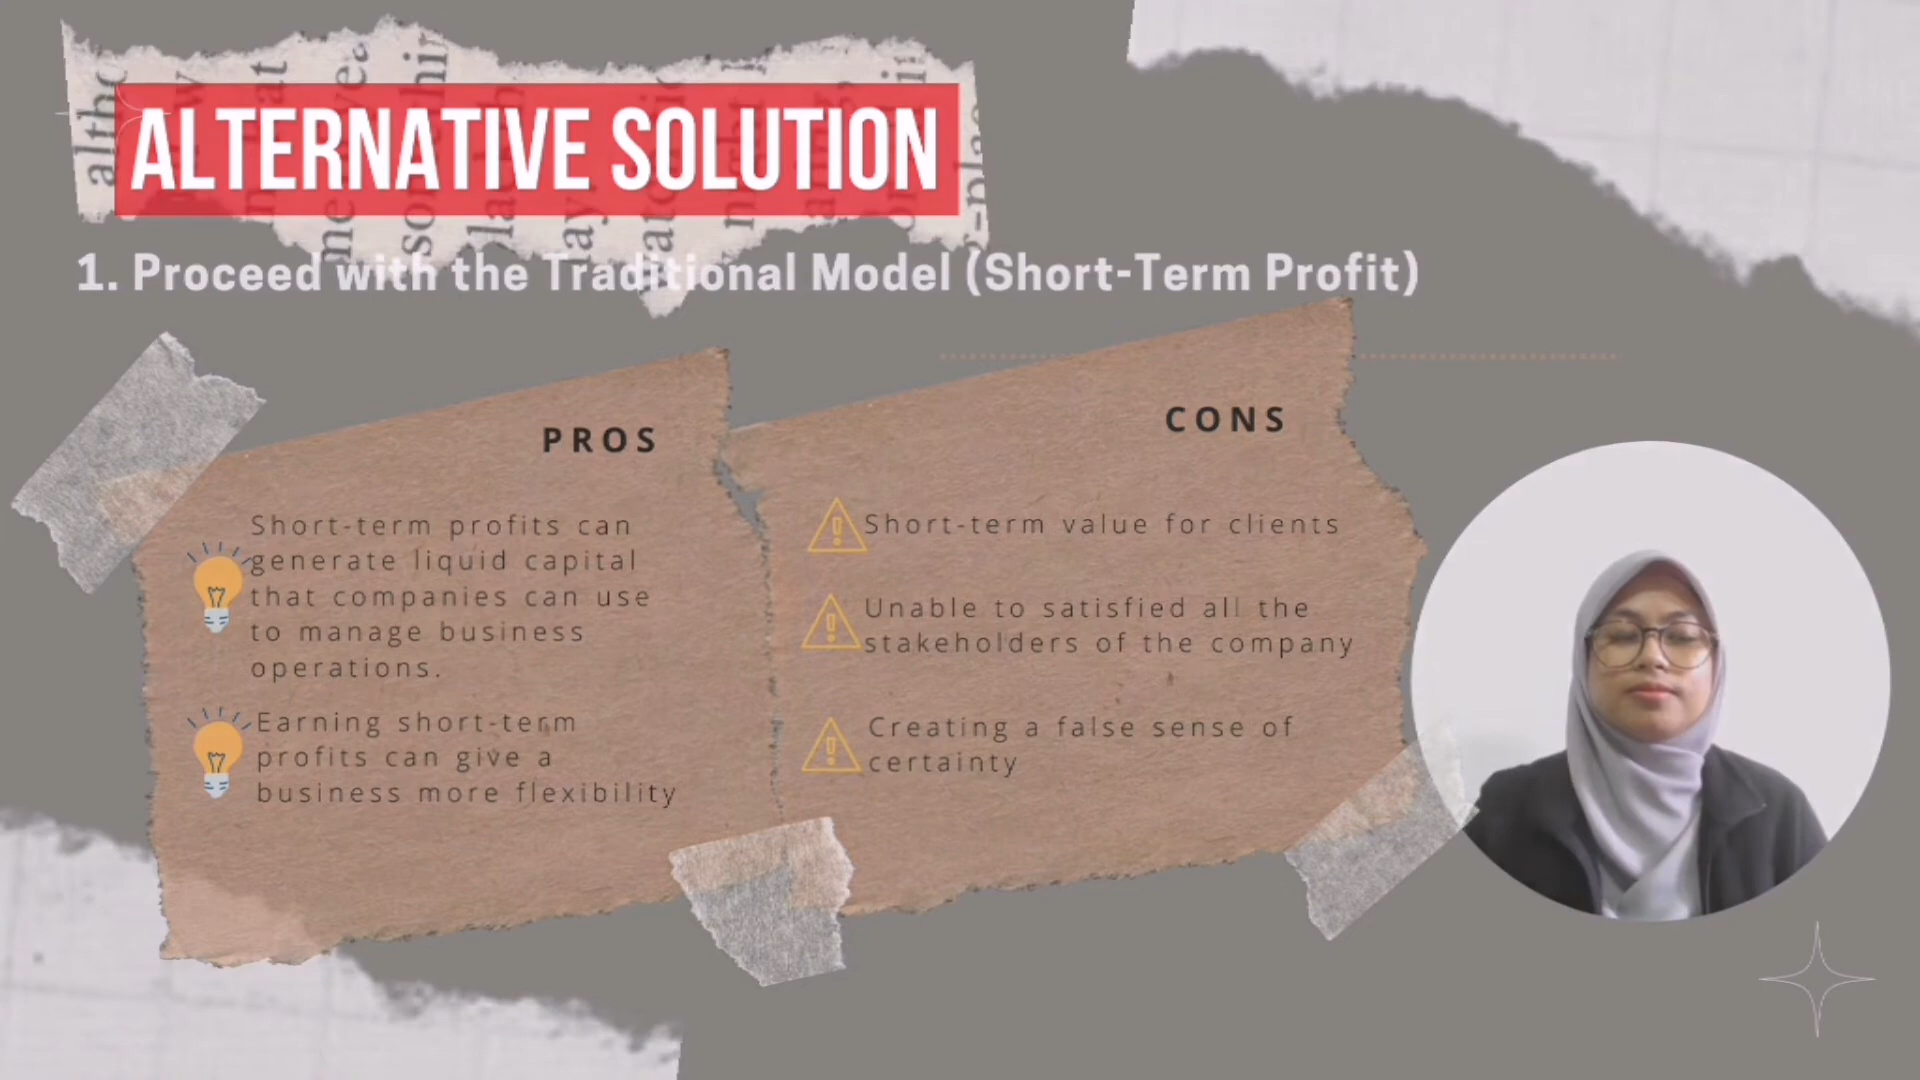 ALTERNATIVE SOLUTION
1. Proceed with the Traditional Model (Short-Term Profit)
PROS
Short-term profits can
generate liquid capital
that companies can use
to manage business
operations.
Earning short-term
profits can give a
business more flexibility
CONS
Short-term value for clients
Unable to satisfied all the
stakeholders of the company
Creating a false sense of
certainty